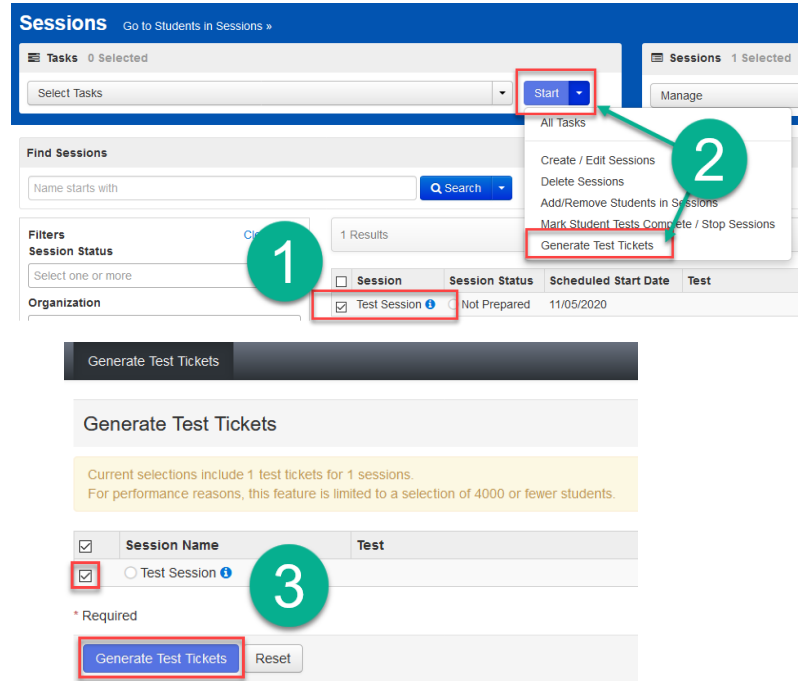 Sessions Go to Students in Sessions »
Tasks 0 Selected
Sessions 1 Selected
Select Tasks
Start
Manage
All Tasks
2
Find Sessions
Create / Edit Sessions
Name starts with
Search
Delete Sessions
Add/Remove Students in Sessions
Mark Student Tests Complete / Stop Sessions
Generate Test Tickets
Filters
1
1 Results
Session Status
Select one or more
Session Session Status Scheduled Start Date Test
Organization
Test Session Not Prepared 11/05/2020
Generate Test Tickets
Generate Test Tickets
Current selections include 1 test tickets for 1 sessions.
For performance reasons, this feature is limited to a selection of 4000 or fewer students.
Session Name Test
Test Session
3
* Required
Generate Test Tickets Reset